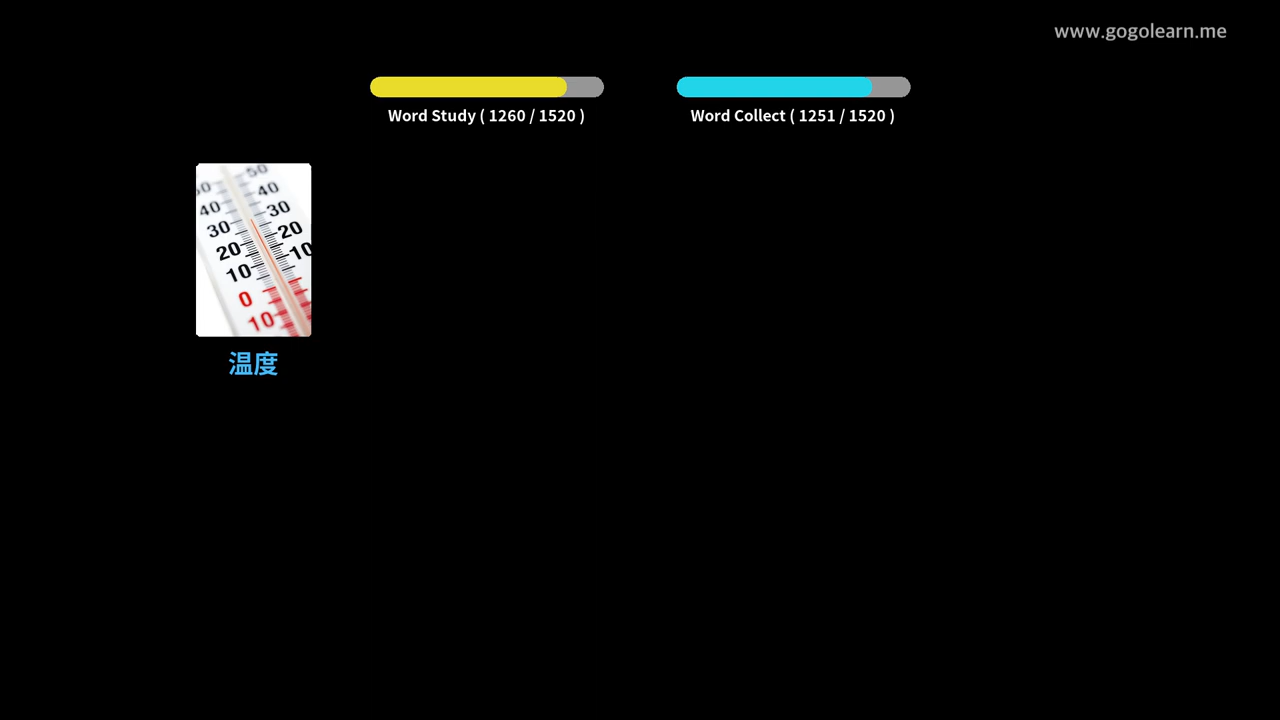 www.gogolearn.me
Word Study ( 1260 / 1520 )
Word Collect ( 1251 / 1520 )
50
40 40
30 30
20 20
10 10
0
10
温度